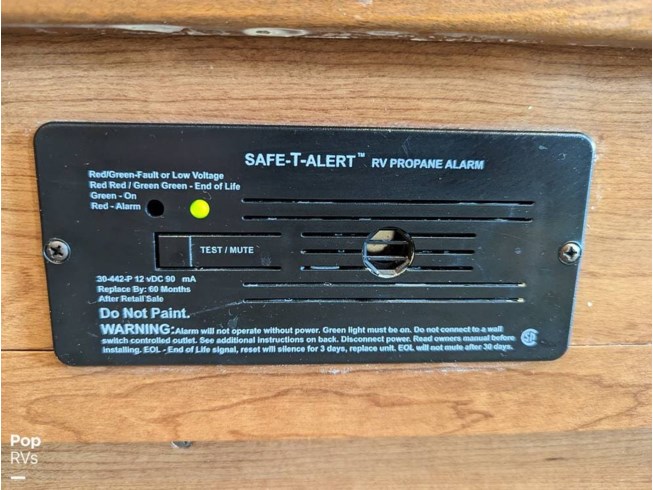 SAFE-T-ALERT™ RV PROPANE ALARM
Red/Green-Fault or Low Voltage
Red Red / Green Green - End of Life
Green - On
Red - Alarm
TEST / MUTE
30-442-P 12 vDC 90 mA
Replace By: 60 Months
After Retail Sale
Do Not Paint.
WARNING: Alarm will not operate without power. Green light must be on. Do not connect to a wall
switch controlled outlet. See additional instructions on back. Disconnect power. Read owners manual before
installing. EOL - End of Life signal, reset will silence for 3 days, replace unit. EOL will not mute after 30 days.
Pop
RVs